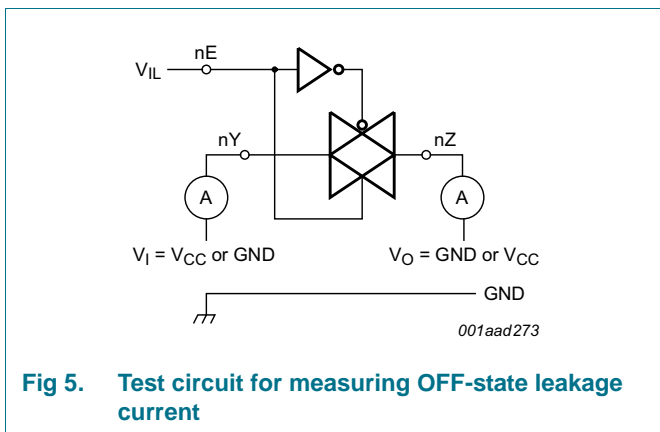 nE
V_IL
nY
nZ
A
A
V_I = V_CC or GND
V_O = GND or V_CC
GND
001aad273
Fig 5. Test circuit for measuring OFF-state leakage
current